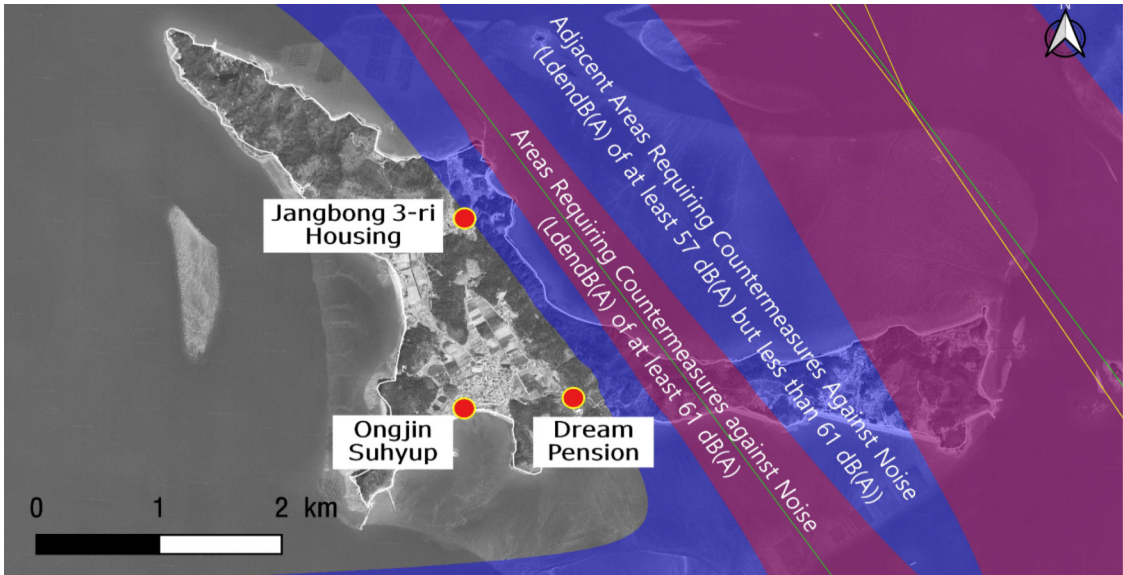 N
Adjacent Areas Requiring Countermeasures Against Noise
(LdendB(A) of at least 57 dB(A) but less than 61 dB(A))
Areas Requiring Countermeasures against Noise
(LdendB(A) of at least 61 dB(A)
Jangbong 3-ri
Housing
Ongjin
Suhyup
Dream
Pension
0 1 2 km